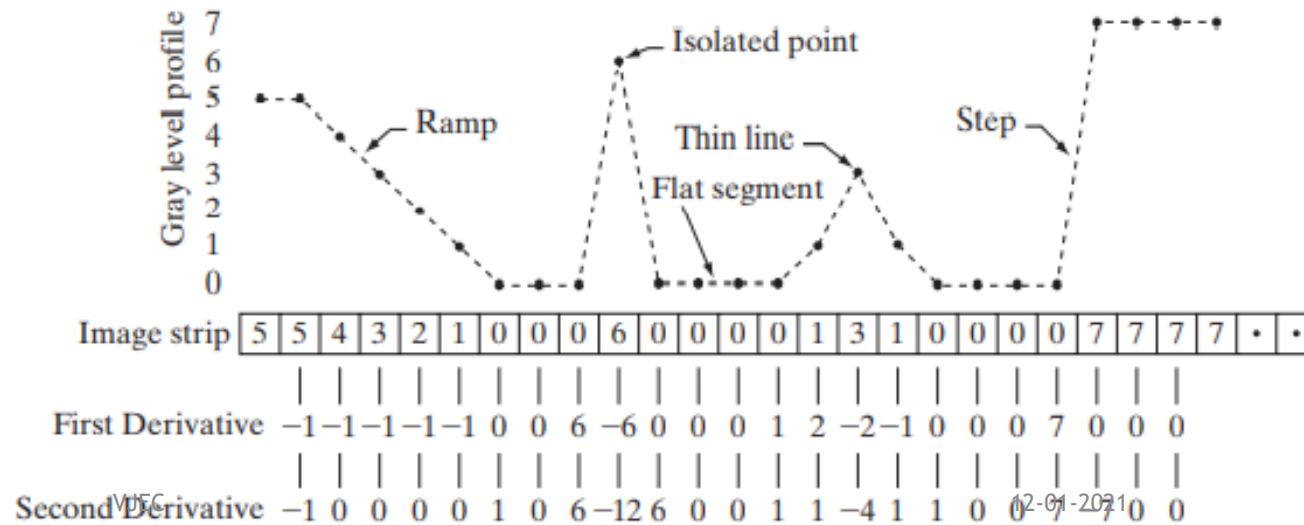 Gray level profile
7
6
5
4
3
2
1
0
Isolated point
Ramp
Thin line
Flat segment
Step
Image strip 5 5 4 3 2 1 0 0 0 6 0 0 0 0 1 3 1 0 0 0 0 7 7 7 7 • •
First Derivative −1 −1 −1 −1 −1 0 0 6 −6 0 0 0 1 2 −2 −1 0 0 0 7 0 0 0
Second Derivative −1 0 0 0 0 1 0 6 −12 6 0 0 1 1 −4 1 1 0 0 7 −7 0 0
VJEC
12-01-2021